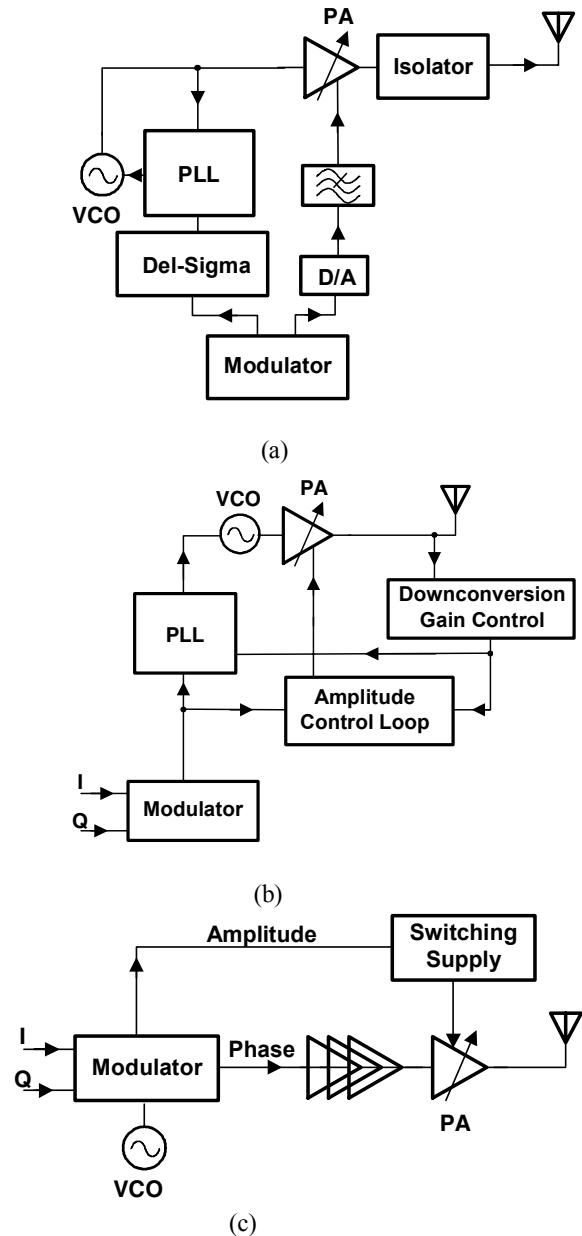 PA
Isolator
PLL
VCO
Del-Sigma
D/A
Modulator
(a)
VCO
PA
Downconversion
Gain Control
PLL
Amplitude
Control Loop
I
Modulator
Q
(b)
Amplitude
Switching
Supply
I
Modulator
Phase
Q
PA
VCO
(c)